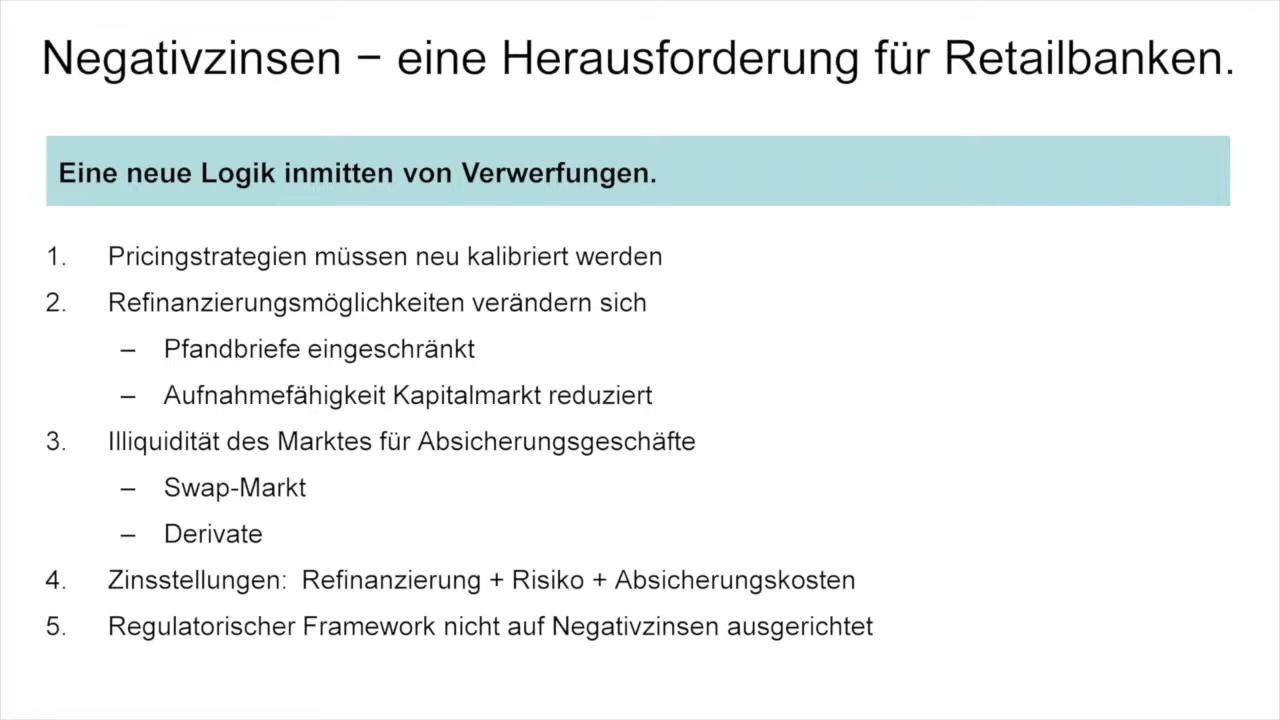 Negativzinsen − eine Herausforderung für Retailbanken.
Eine neue Logik inmitten von Verwerfungen.
1. Pricingstrategien müssen neu kalibriert werden
2. Refinanzierungsmöglichkeiten verändern sich
– Pfandbriefe eingeschränkt
– Aufnahmefähigkeit Kapitalmarkt reduziert
3. Illiquidität des Marktes für Absicherungsgeschäfte
– Swap-Markt
– Derivate
4. Zinsstellungen: Refinanzierung + Risiko + Absicherungskosten
5. Regulatorischer Framework nicht auf Negativzinsen ausgerichtet